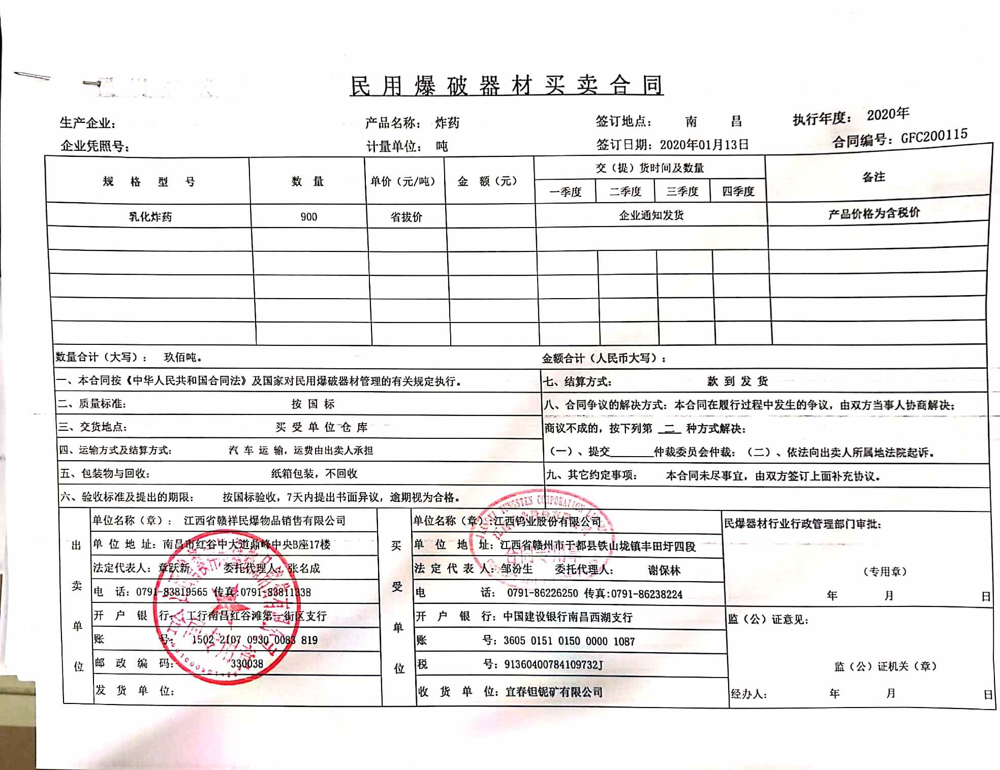 民用爆破器材买卖合同
生产企业: 产品名称: 炸药 签订地点: 南 昌 执行年度: 2020年
企业凭照号: 计量单位: 吨 签订日期: 2020年01月13日 合同编号: GFC200115
规 格 型 号 数 量 单价(元/吨) 金 额(元) 交(提)货时间及数量 备注
一季度 二季度 三季度 四季度
乳化炸药 900 省拔价 企业通知发货 产品价格为含税价
数量合计(大写): 玖佰吨。 金额合计(人民币大写):
一、本合同按《中华人民共和国合同法》及国家对民用爆破器材管理的有关规定执行。
二、质量标准: 按 国 标
三、交货地点: 买 受 单 位 仓 库
四、运输方式及结算方式: 汽 车 运 输,运费由出卖人承担
五、包装物与回收: 纸箱包装,不回收
六、验收标准及提出的期限: 按国标验收,7天内提出书面异议,逾期视为合格。
七、结算方式: 款 到 发 货
八、合同争议的解决方式:本合同在履行过程中发生的争议,由双方当事人协商解决;
商议不成的,按下列第 二 种方式解决:
(一)、提交______仲裁委员会仲裁:(二)、依法向出卖人所属地法院起诉。
九、其它约定事项: 本合同未尽事宜,由双方签订上面补充协议。
出卖单位
单位名称(章): 江西省赣祥民爆物品销售有限公司
单 位 地 址: 南昌市红谷中大道鼎峰中央B座17楼
法定代表人: 章跃新 委托代理人: 张名成
电 话: 0791-83819565 传真:0791-83811338
开 户 银 行: 工行南昌红谷滩第一街区支行
账 号: 1502 2107 0930 0083 819
邮 政 编 码: 330038
发 货 单 位:
买受单位
单位名称(章):江西钨业股份有限公司
单 位 地 址: 江西省赣州市于都县铁山垅镇丰田圩四段
法 定 代 表 人: 邹汾生 委托代理人: 谢保林
电 话: 0791-86226250 传真:0791-86238224
开 户 银 行: 中国建设银行南昌西湖支行
账 号: 3605 0151 0150 0000 1087
税 号: 91360400784109732J
收 货 单 位: 宜春钽铌矿有限公司
民爆器材行业行政管理部门审批:
(专用章)
年 月 日
监(公)证意见:
监(公)证机关(章)
经办人: 年 月 日
合同专用章
JIANGXI TUNGSTEN CORPORATION LIMITED
合同专用章